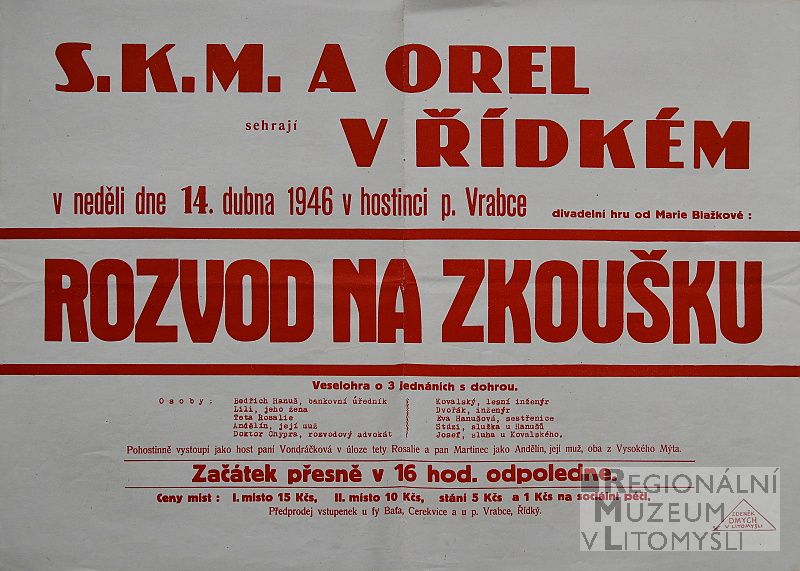 S.K.M. A OREL
sehrají V ŘÍDKÉM
v neděli dne 14. dubna 1946 v hostinci p. Vrabce divadelní hru od Marie Blažkové :
ROZVOD NA ZKOUŠKU
Veselohra o 3 jednáních s dohrou.
Osoby: Bedřich Hanuš, bankovní úředník
Lili, jeho žena
Teta Rosalie
Andělín, její muž
Doktor Chypra, rozvodový advokát
Kovalský, lesní inženýr
Dvořák, inženýr
Eva Hanušová, sestřenice
Stázi, služka u Hanušů
Josef, sluha u Kovalského.
Pohostinně vystoupí jako host paní Vondráčková v úloze tety Rosalie a pan Martinec jako Andělín, její muž, oba z Vysokého Mýta.
Začátek přesně v 16 hod. odpoledne.
Ceny míst : I. místo 15 Kčs, II. místo 10 Kčs, stání 5 Kčs a 1 Kčs na sociální péči.
Předprodej vstupenek u fy Baťa, Cerekvice a u p. Vrabce, Řídký.
ZDENĚK
OMYCH
V LITOMYŠLI
REGIONÁLNÍ
MUZEUM
V LITOMYŠLI